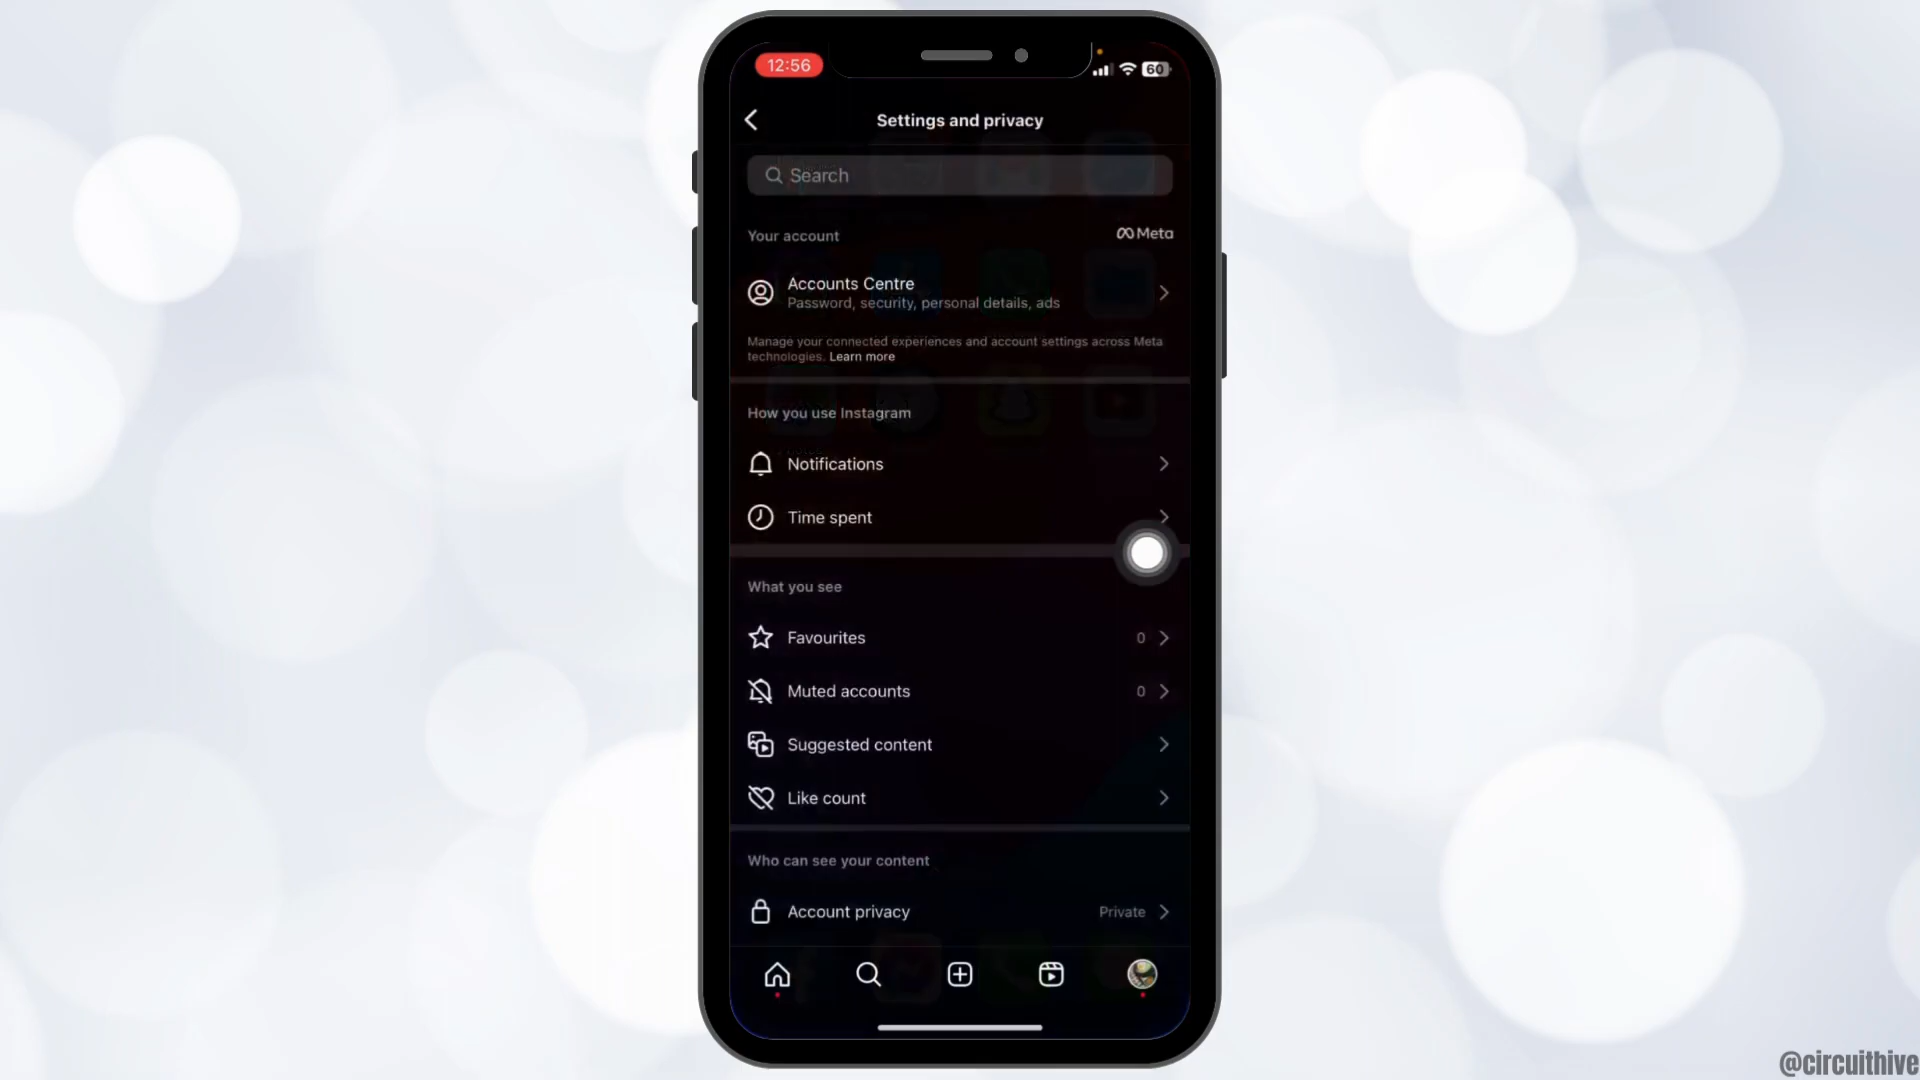 12:56
60
Settings and privacy
Search
Your account
Meta
Accounts Centre
Password, security, personal details, ads
Manage your connected experiences and account settings across Meta
technologies. Learn more
How you use Instagram
Notifications
Time spent
What you see
Favourites 0
Muted accounts 0
Suggested content
Like count
Who can see your content
Account privacy Private
@circuithive